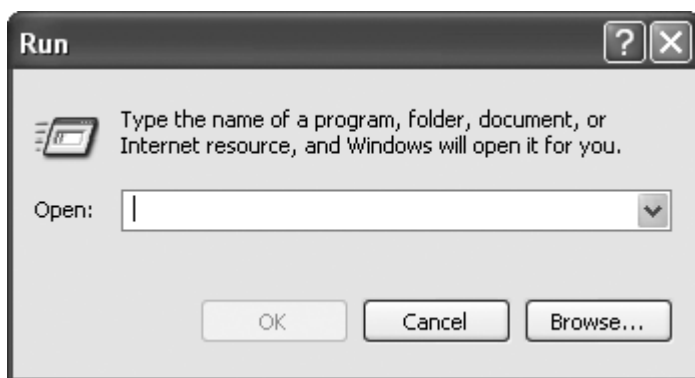 Run
Type the name of a program, folder, document, or
Internet resource, and Windows will open it for you.
Open:
OK Cancel Browse...